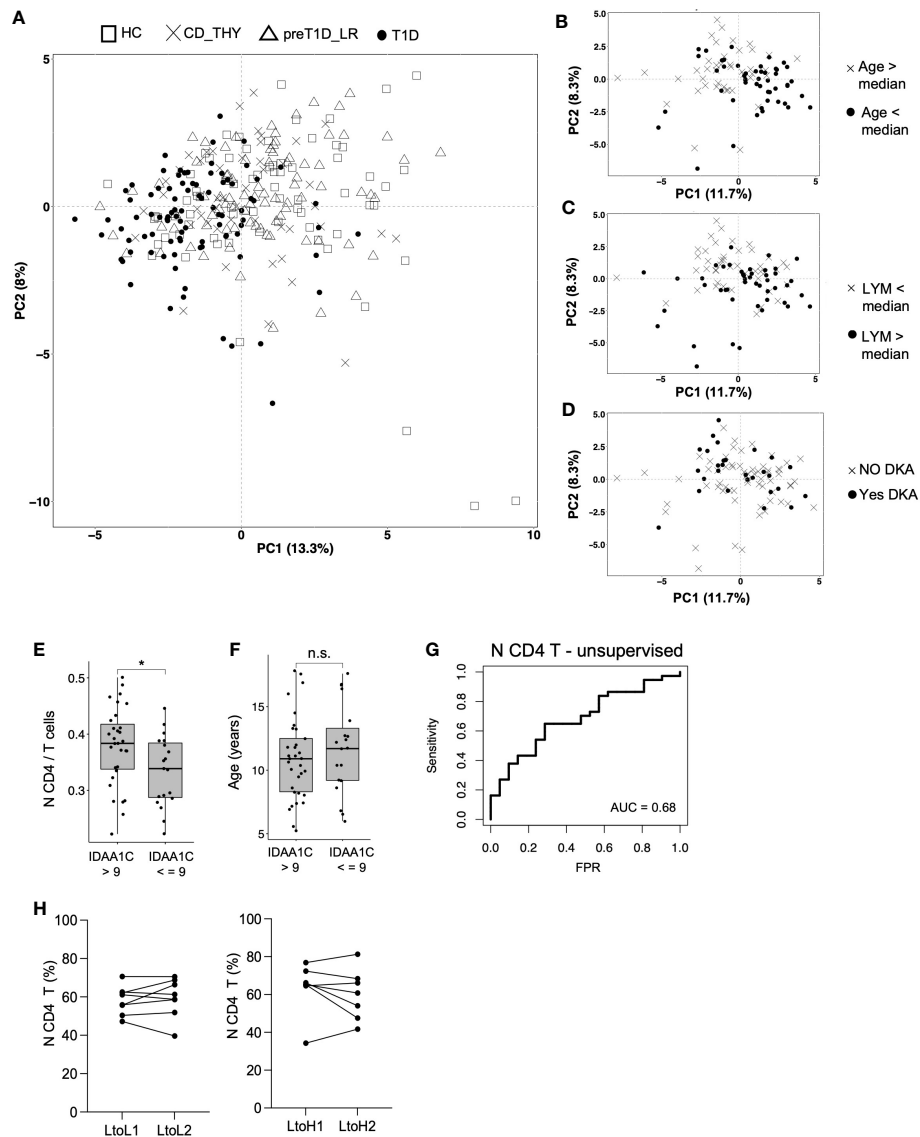 A
HC CD_THY preT1D_LR T1D
5
0
−5
−10
−5 0 5 10
PC2 (8%)
PC1 (13.3%)
B
5.0
2.5
0.0
−2.5
−5.0
−5 0 5
PC2 (8.3%)
PC1 (11.7%)
Age >
median
Age <
median
C
5.0
2.5
0.0
−2.5
−5.0
−5 0 5
PC2 (8.3%)
PC1 (11.7%)
LYM <
median
LYM >
median
D
5.0
2.5
0.0
−2.5
−5.0
−5 0 5
PC2 (8.3%)
PC1 (11.7%)
NO DKA
Yes DKA
E
*
0.5
0.4
0.3
N CD4 / T cells
IDAA1C IDAA1C
> 9 < = 9
F
n.s.
15
10
5
Age (years)
IDAA1C IDAA1C
> 9 < = 9
G
N CD4 T - unsupervised
1.0
0.8
0.6
0.4
0.2
0.0
Sensitivity
AUC = 0.68
0.0 0.2 0.4 0.6 0.8 1.0
FPR
H
100
80
60
40
20
0
N CD4 T (%)
LtoL1 LtoL2
100
80
60
40
20
0
N CD4 T (%)
LtoH1 LtoH2